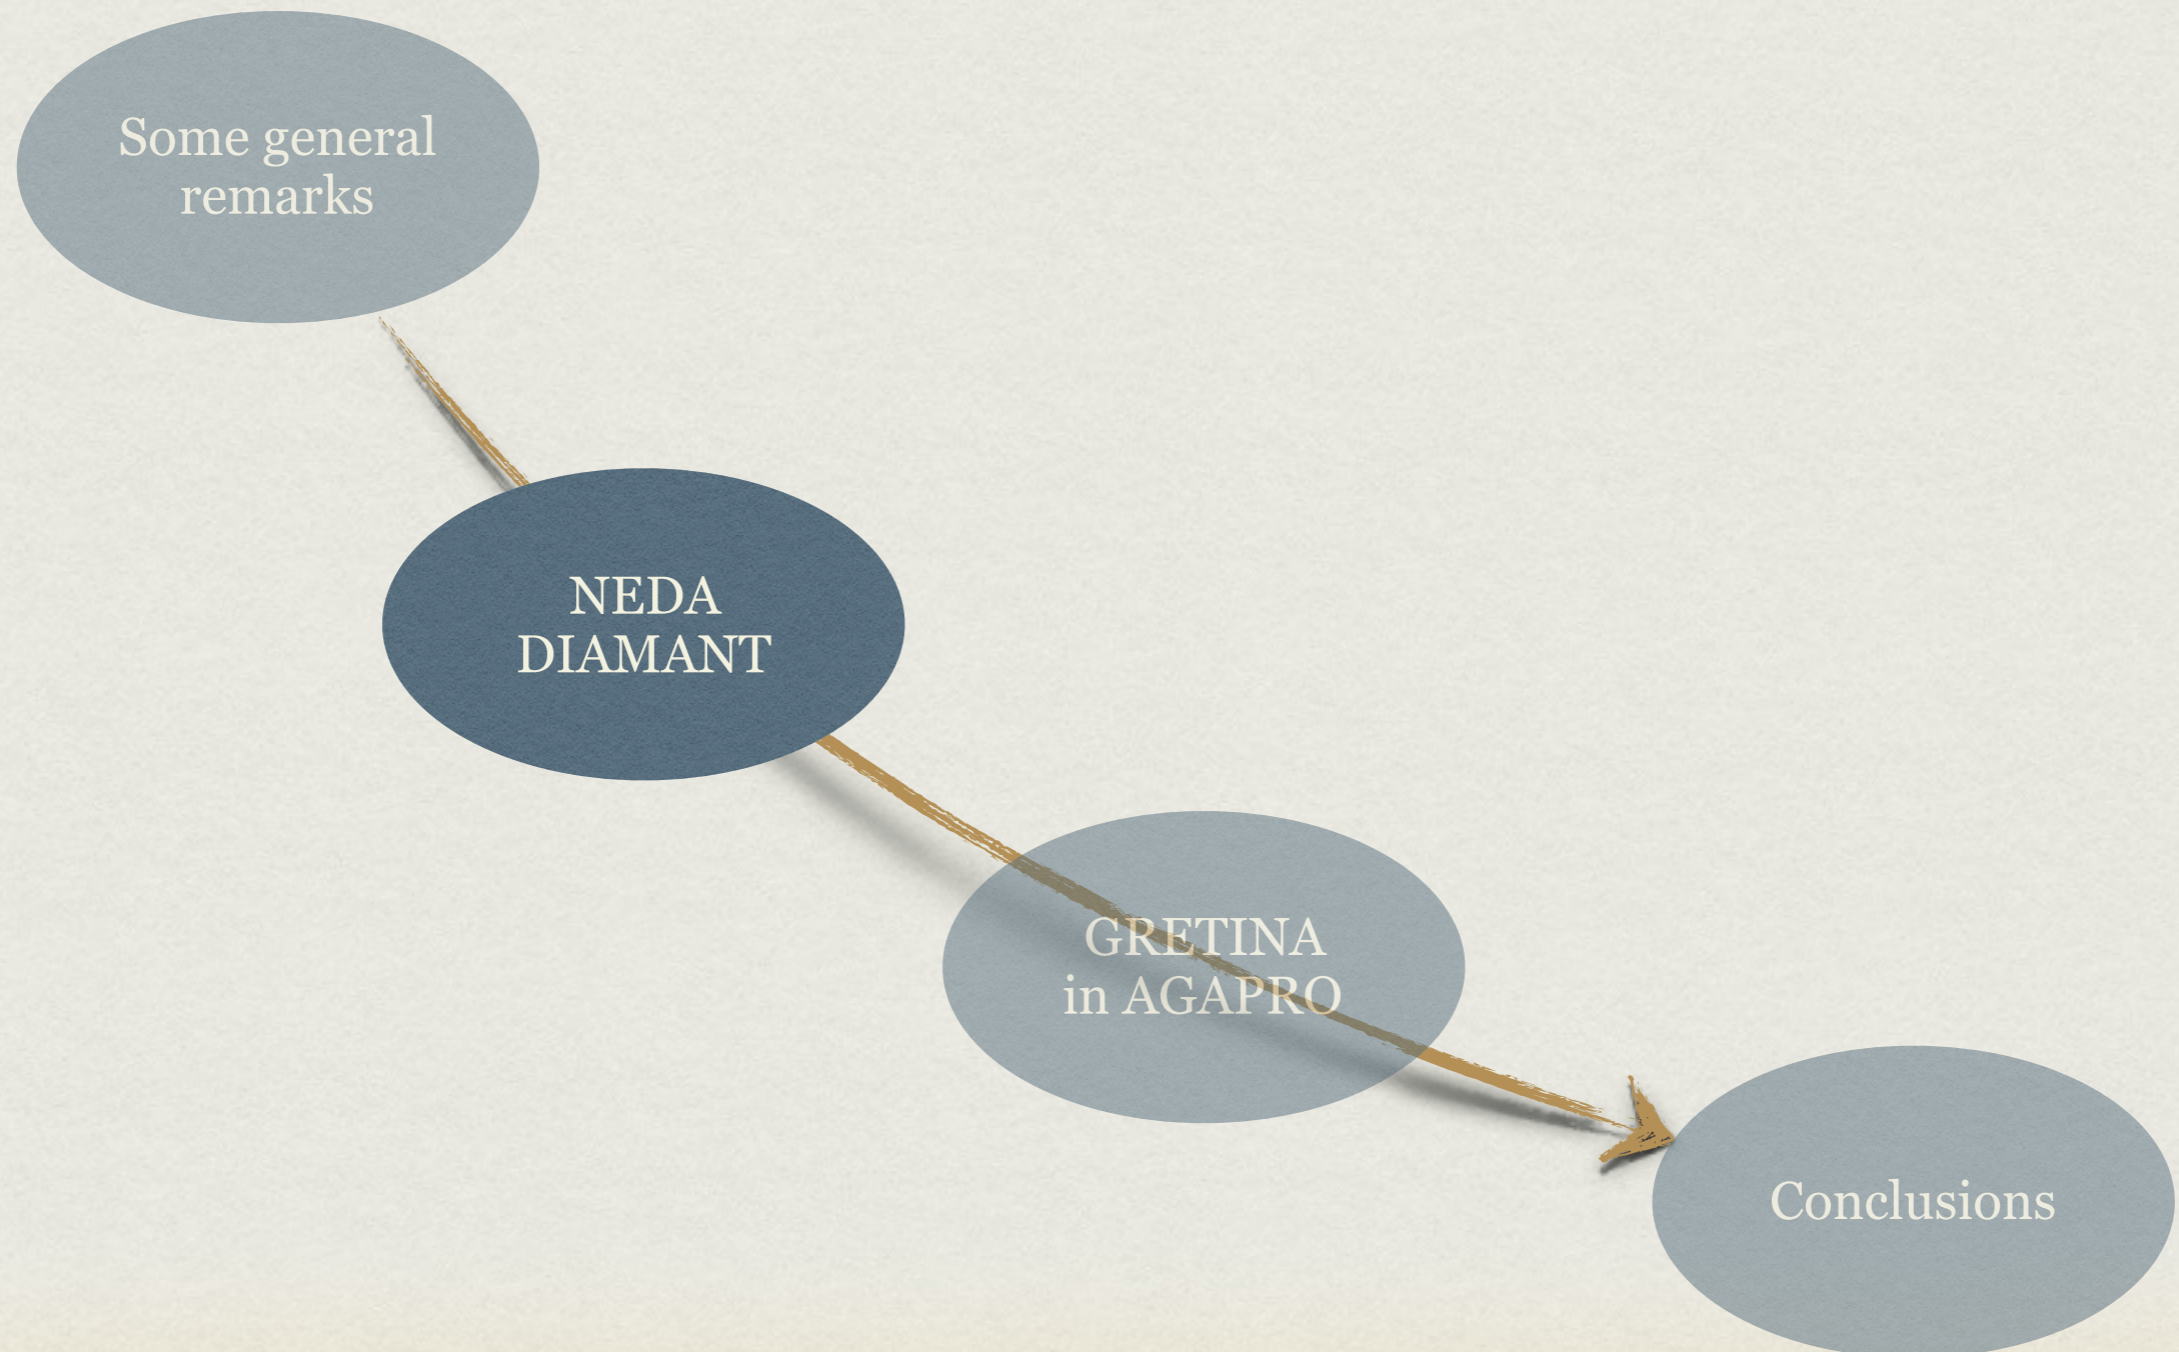 Some general
remarks
NEDA
DIAMANT
GRETINA
in AGAPRO
Conclusions